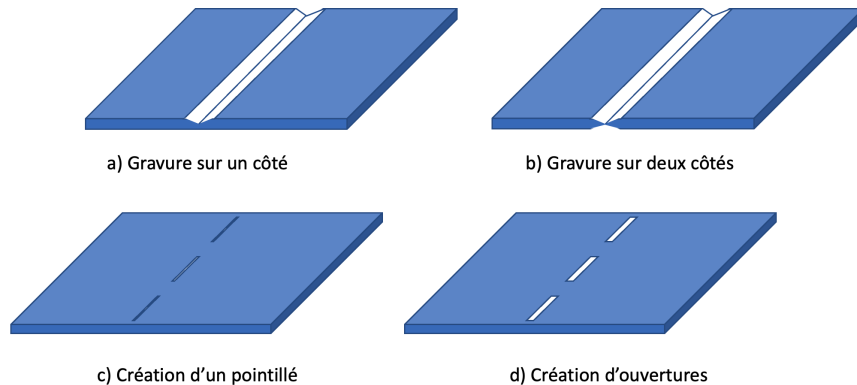 a) Gravure sur un côté
b) Gravure sur deux côtés
c) Création d'un pointillé
d) Création d'ouvertures